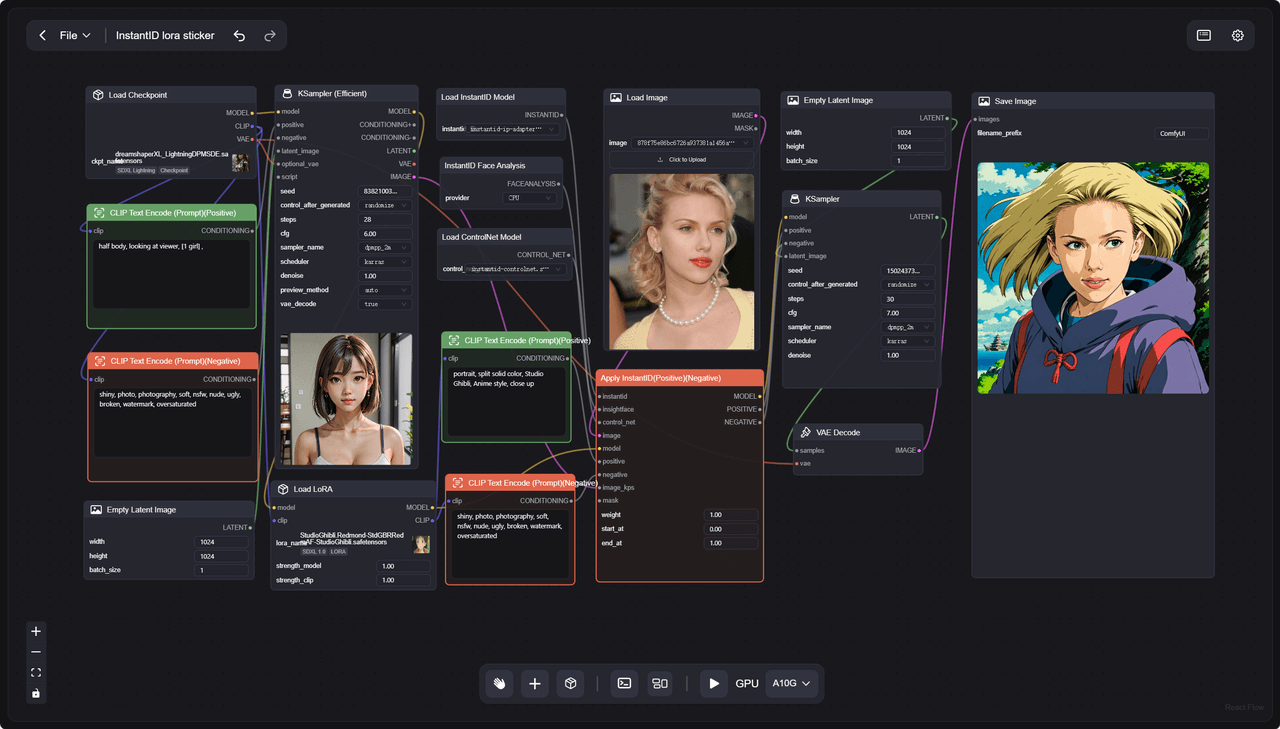 File
InstantID lora sticker
Load Checkpoint
MODEL
CLIP
VAE
ckpt_name
dreamshaperXL_LightningDPMSDE.sa
fetensors
SDXL Lightning
Checkpoint
CLIP Text Encode (Prompt)(Positive)
clip
CONDITIONING
half body, looking at viewer, [1 girl] ,
CLIP Text Encode (Prompt)(Negative)
clip
CONDITIONING
shiny, photo, photography, soft, nsfw, nude, ugly,
broken, watermark, oversaturated
Empty Latent Image
LATENT
width
1024
height
1024
batch_size
1
KSampler (Efficient)
model
MODEL
positive
CONDITIONING+
negative
CONDITIONING-
latent_image
LATENT
optional_vae
VAE
script
IMAGE
seed
83821003...
control_after_generated
randomize
steps
28
cfg
6.00
sampler_name
dpmpp_2m
scheduler
karras
denoise
1.00
preview_method
auto
vae_decode
true
Load LoRA
model
MODEL
clip
CLIP
lora_name
StudioGhibli.Redmond-StdGBRRed
mAF-StudioGhibli.safetensors
SDXL 1.0
LORA
strength_model
1.00
strength_clip
1.00
Load InstantID Model
INSTANTID
instanti
instantid-ip-adapter...
InstantID Face Analysis
FACEANALYSIS
provider
CPU
Load ControlNet Model
CONTROL_NET
control_
instantid-controlnet.s...
CLIP Text Encode (Prompt)(Positive)
clip
CONDITIONING
portrait, split solid color, Studio
Ghibli, Anime style, close up
CLIP Text Encode (Prompt)(Negative)
clip
CONDITIONING
shiny, photo, photography, soft,
nsfw, nude, ugly, broken, watermark,
oversaturated
Load Image
IMAGE
MASK
image
Click to Upload
Apply InstantID(Positive)(Negative)
instantid
MODEL
insightface
POSITIVE
control_net
NEGATIVE
image
model
positive
negative
image_kps
mask
weight
1.00
start_at
0.00
end_at
1.00
Empty Latent Image
LATENT
width
1024
height
1024
batch_size
1
KSampler
model
LATENT
positive
negative
latent_image
seed
15024373...
control_after_generated
randomize
steps
30
cfg
7.00
sampler_name
dpmpp_2m
scheduler
karras
denoise
1.00
VAE Decode
samples
IMAGE
vae
Save Image
images
filename_prefix
ComfyUI
GPU
A10G
React Flow